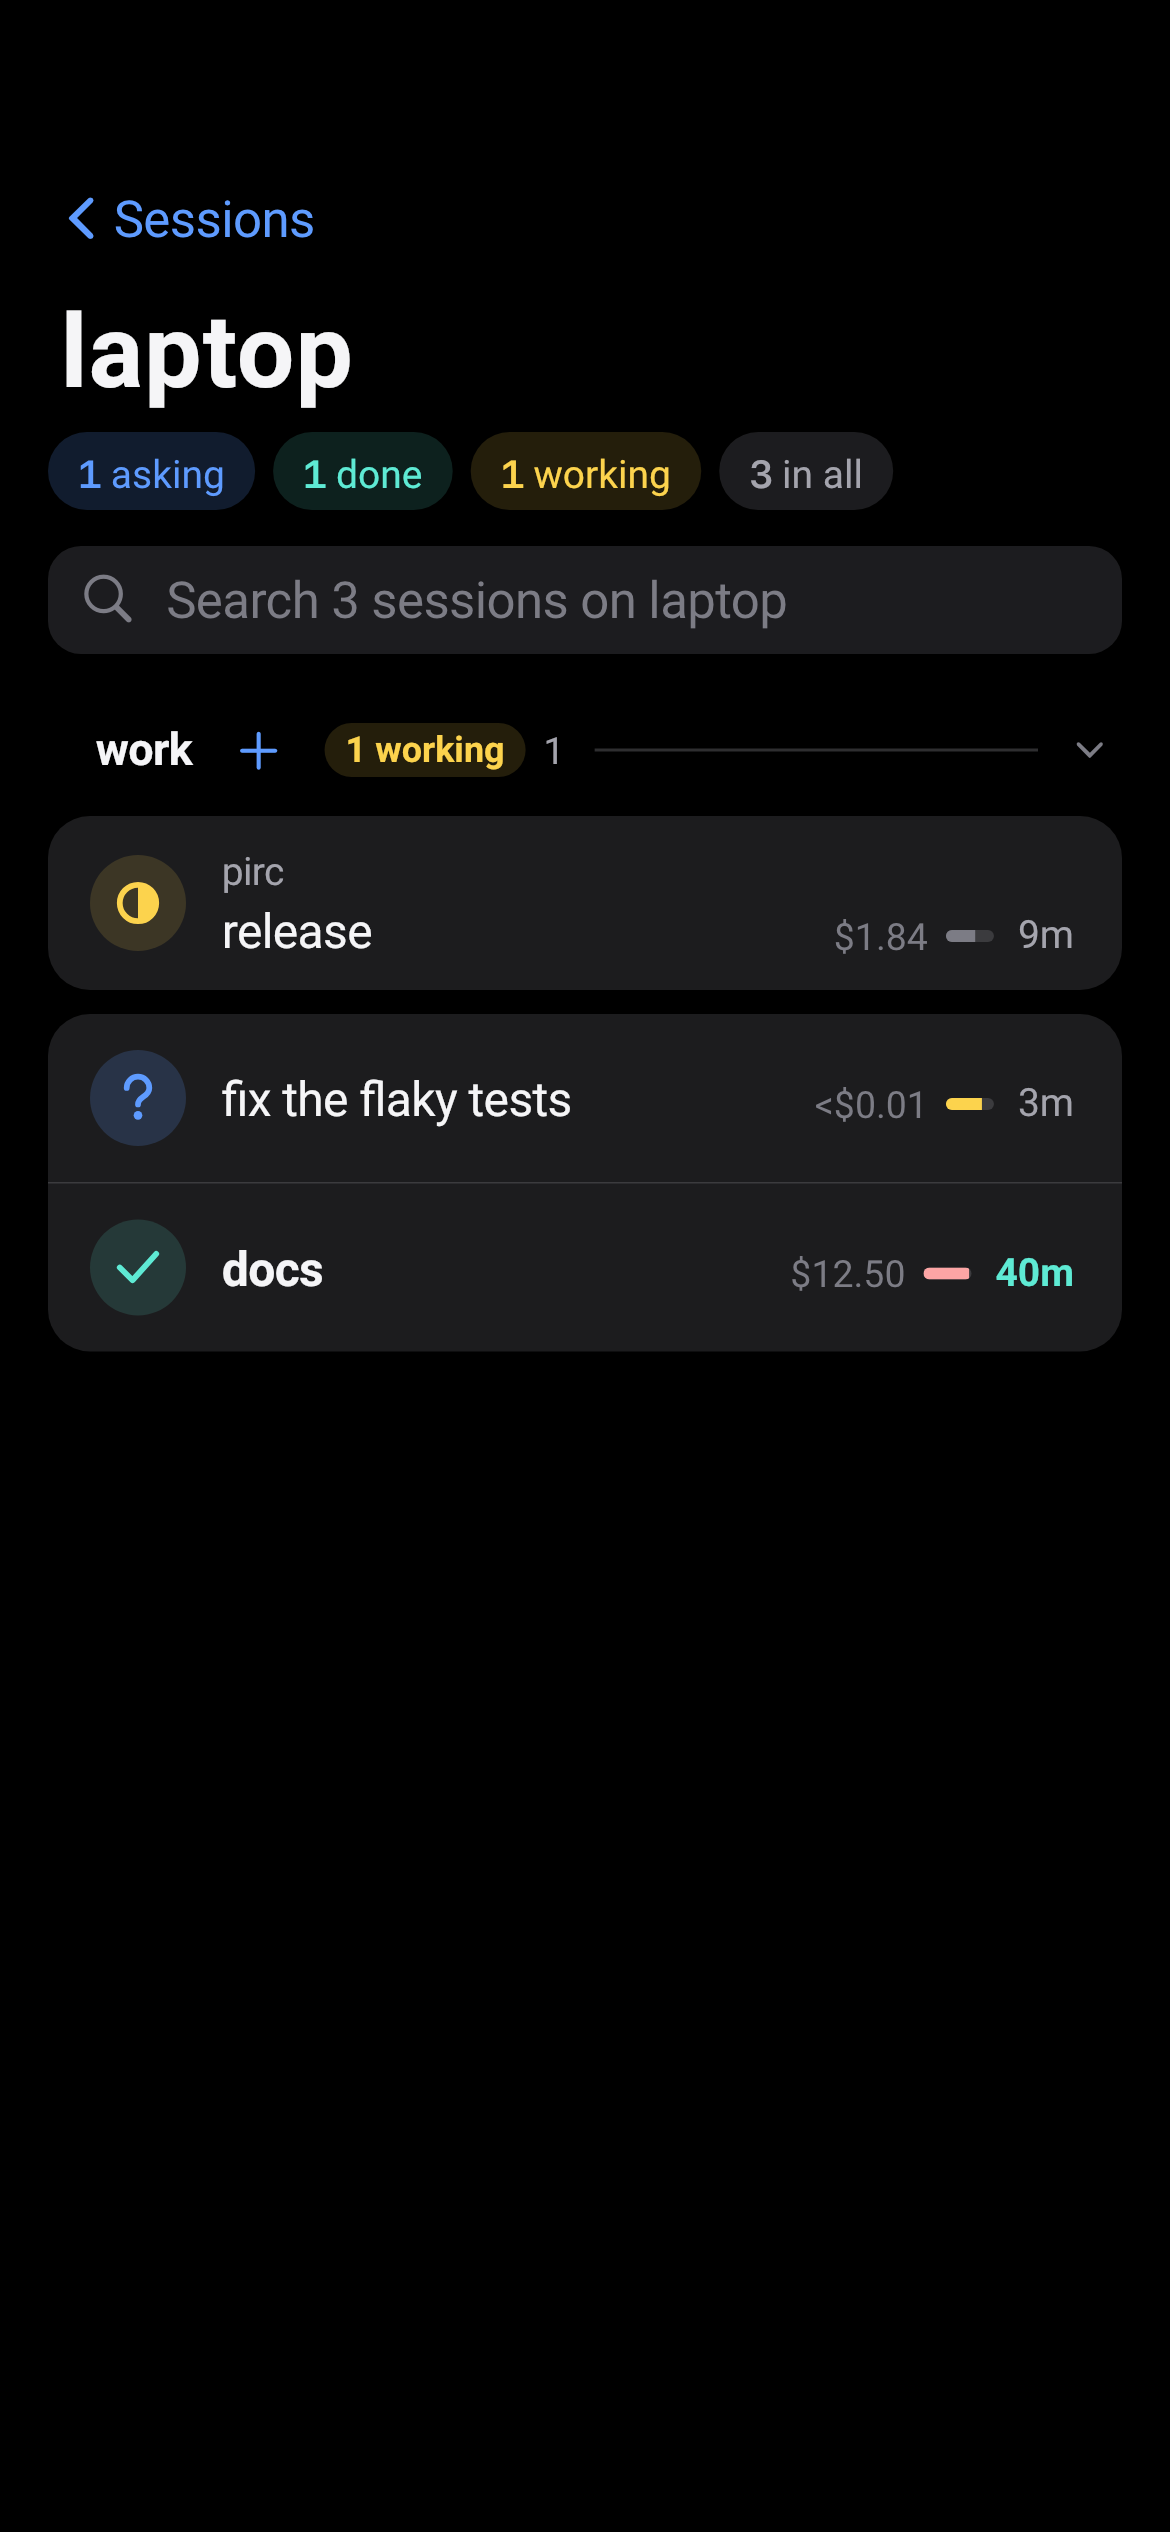 Sessions
laptop
1 asking 1 done 1 working 3 in all
Search 3 sessions on laptop
work 1 working 1
pirc
release $1.84 9m
fix the flaky tests <$0.01 3m
docs $12.50 40m